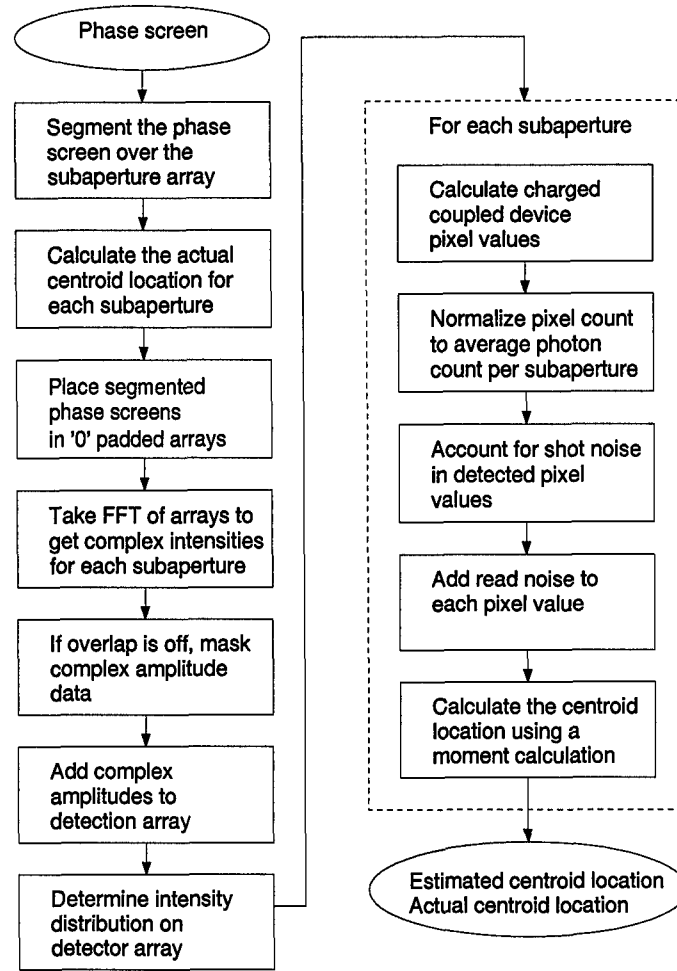 Phase screen
Segment the phase
screen over the
subaperture array
Calculate the actual
centroid location for
each subaperture
Place segmented
phase screens
in '0' padded arrays
Take FFT of arrays to
get complex intensities
for each subaperture
If overlap is off, mask
complex amplitude
data
Add complex
amplitudes to
detection array
Determine intensity
distribution on
detector array
For each subaperture
Calculate charged
coupled device
pixel values
Normalize pixel count
to average photon
count per subaperture
Account for shot noise
in detected pixel
values
Add read noise to
each pixel value
Calculate the centroid
location using a
moment calculation
Estimated centroid location
Actual centroid location